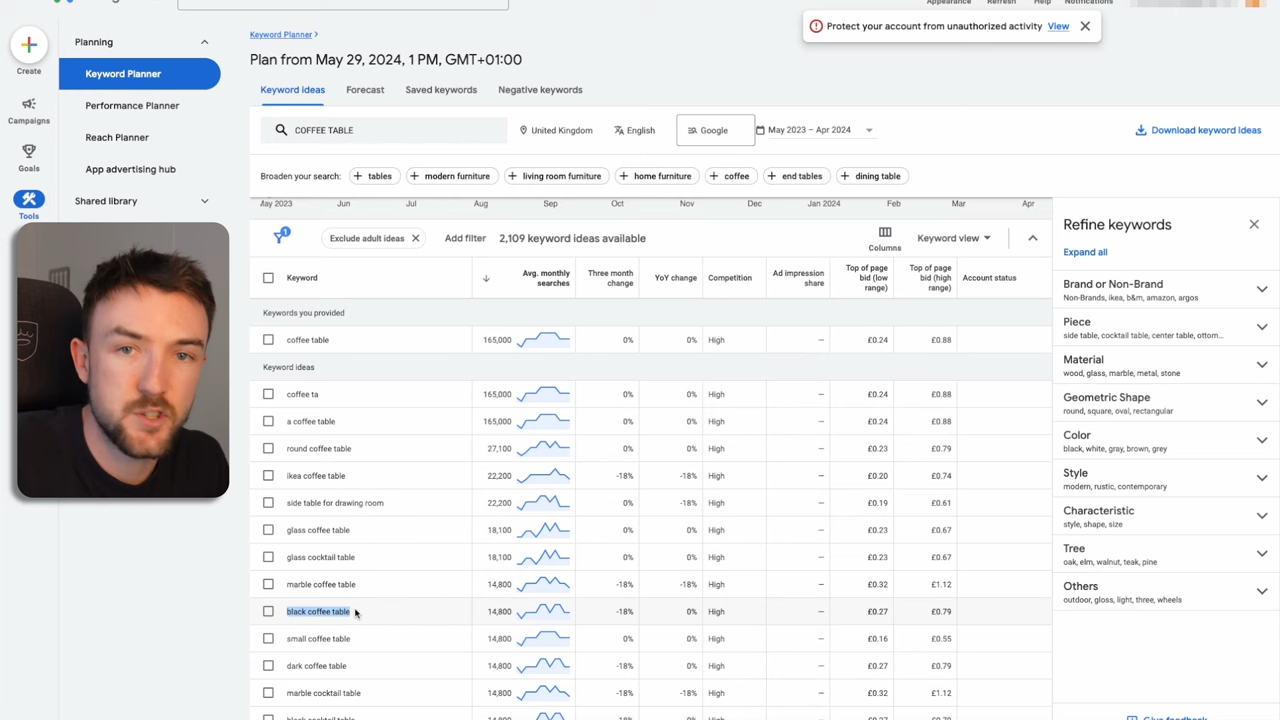 Appearance Refresh Help Notifications
Protect your account from unauthorized activity View
Create
Campaigns
Goals
Tools
Planning
Keyword Planner
Performance Planner
Reach Planner
App advertising hub
Shared library
Keyword Planner >
Plan from May 29, 2024, 1 PM, GMT+01:00
Keyword ideas Forecast Saved keywords Negative keywords
COFFEE TABLE United Kingdom English Google May 2023 – Apr 2024 Download keyword ideas
Broaden your search: + tables + modern furniture + living room furniture + home furniture + coffee + end tables + dining table
May 2023 Jun Jul Aug Sep Oct Nov Dec Jan 2024 Feb Mar Apr
1 Exclude adult ideas Add filter 2,109 keyword ideas available Columns Keyword view
Keyword Avg. monthly searches Three month change YoY change Competition Ad impression share Top of page bid (low range) Top of page bid (high range) Account status
Keywords you provided
coffee table 165,000 0% 0% High – £0.24 £0.88
Keyword ideas
coffee ta 165,000 0% 0% High – £0.24 £0.88
a coffee table 165,000 0% 0% High – £0.24 £0.88
round coffee table 27,100 0% 0% High – £0.23 £0.79
ikea coffee table 22,200 -18% -18% High – £0.20 £0.74
side table for drawing room 22,200 0% -18% High – £0.19 £0.61
glass coffee table 18,100 0% 0% High – £0.23 £0.67
glass cocktail table 18,100 0% 0% High – £0.23 £0.67
marble coffee table 14,800 -18% -18% High – £0.32 £1.12
black coffee table 14,800 -18% 0% High – £0.27 £0.79
small coffee table 14,800 0% 0% High – £0.16 £0.55
dark coffee table 14,800 -18% 0% High – £0.27 £0.79
marble cocktail table 14,800 -18% -18% High – £0.32 £1.12
black cocktail table 14,800
Refine keywords
Expand all
Brand or Non-Brand
Non-Brands, ikea, b&m, amazon, argos
Piece
side table, cocktail table, center table, ottom...
Material
wood, glass, marble, metal, stone
Geometric Shape
round, square, oval, rectangular
Color
black, white, gray, brown, grey
Style
modern, rustic, contemporary
Characteristic
style, shape, size
Tree
oak, elm, walnut, teak, pine
Others
outdoor, gloss, light, three, wheels
Give feedback